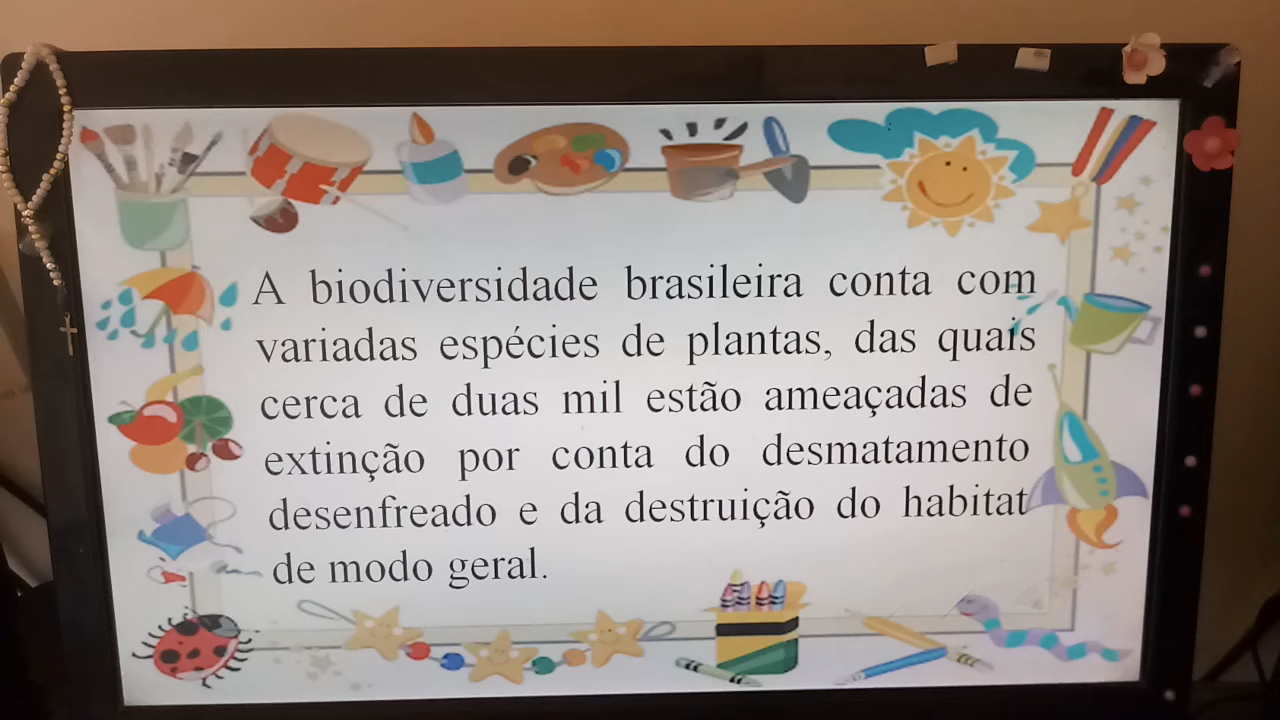 A biodiversidade brasileira conta com
variadas espécies de plantas, das quais
cerca de duas mil estão ameaçadas de
extinção por conta do desmatamento
desenfreado e da destruição do habitat
de modo geral.